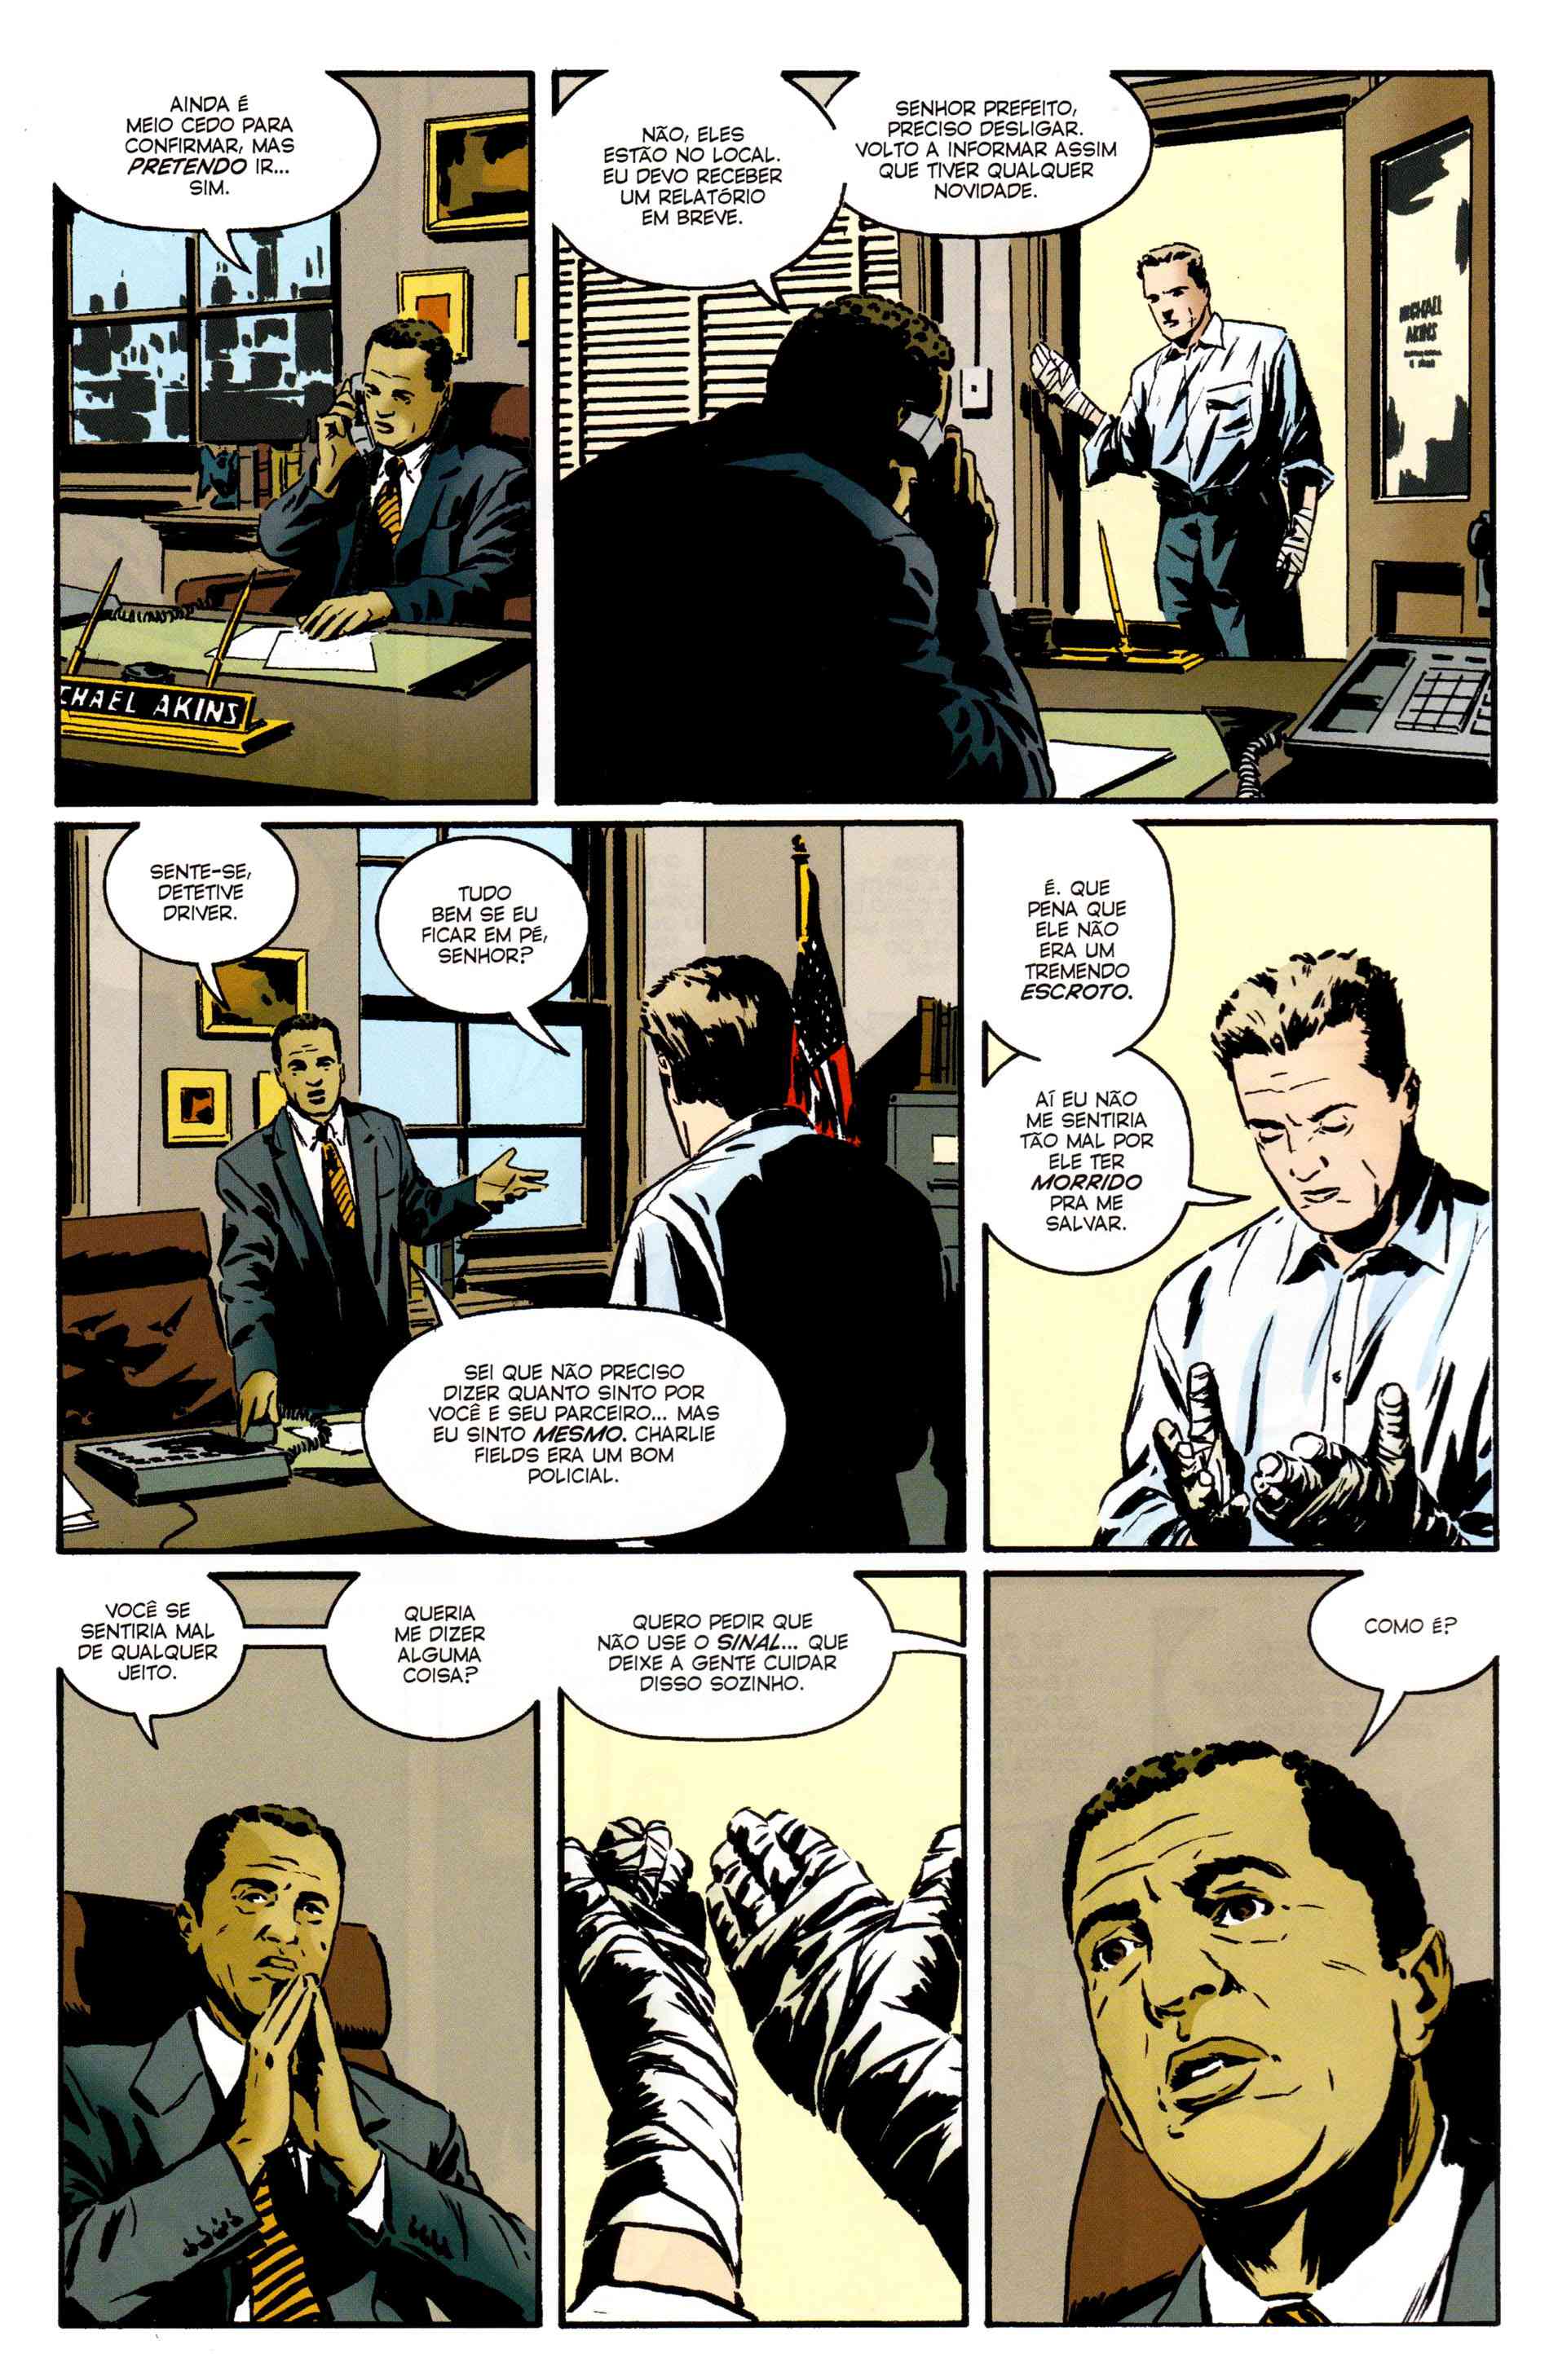 AINDA É
MEIO CEDO PARA
CONFIRMAR, MAS
PRETENDO IR...
SIM.
CHAEL AKINS
NÃO, ELES
ESTÃO NO LOCAL.
EU DEVO RECEBER
UM RELATÓRIO
EM BREVE.
SENHOR PREFEITO,
PRECISO DESLIGAR.
VOLTO A INFORMAR ASSIM
QUE TIVER QUALQUER
NOVIDADE.
MICHAEL
AKINS
SENTE-SE,
DETETIVE
DRIVER.
TUDO
BEM SE EU
FICAR EM PÉ,
SENHOR?
SEI QUE NÃO PRECISO
DIZER QUANTO SINTO POR
VOCÊ E SEU PARCEIRO... MAS
EU SINTO MESMO. CHARLIE
FIELDS ERA UM BOM
POLICIAL.
É. QUE
PENA QUE
ELE NÃO
ERA UM
TREMENDO
ESCROTO.
AÍ EU NÃO
ME SENTIRIA
TÃO MAL POR
ELE TER
MORRIDO
PRA ME
SALVAR.
VOCÊ SE
SENTIRIA MAL
DE QUALQUER
JEITO.
QUERIA
ME DIZER
ALGUMA
COISA?
QUERO PEDIR QUE
NÃO USE O SINAL... QUE
DEIXE A GENTE CUIDAR
DISSO SOZINHO.
COMO É?